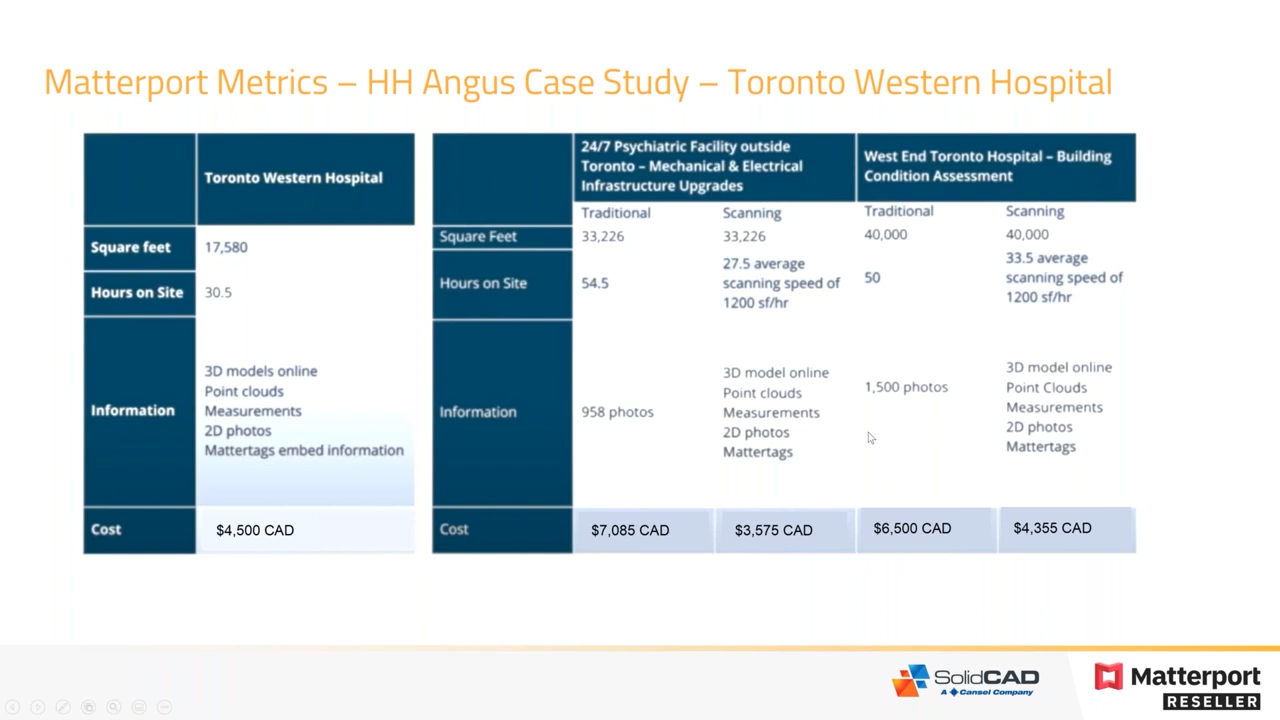 Matterport Metrics – HH Angus Case Study – Toronto Western Hospital
Toronto Western Hospital
Square feet
17,580
Hours on Site
30.5
Information
3D models online
Point clouds
Measurements
2D photos
Mattertags embed information
Cost
$4,500 CAD
24/7 Psychiatric Facility outside
Toronto – Mechanical & Electrical
Infrastructure Upgrades
West End Toronto Hospital – Building
Condition Assessment
Traditional
Scanning
Traditional
Scanning
Square Feet
33,226
33,226
40,000
40,000
Hours on Site
54.5
27.5 average
scanning speed of
1200 sf/hr
50
33.5 average
scanning speed of
1200 sf/hr
Information
958 photos
3D model online
Point clouds
Measurements
2D photos
Mattertags
1,500 photos
3D model online
Point Clouds
Measurements
2D photos
Mattertags
Cost
$7,085 CAD
$3,575 CAD
$6,500 CAD
$4,355 CAD
SolidCAD
A Cansel Company
Matterport
RESELLER